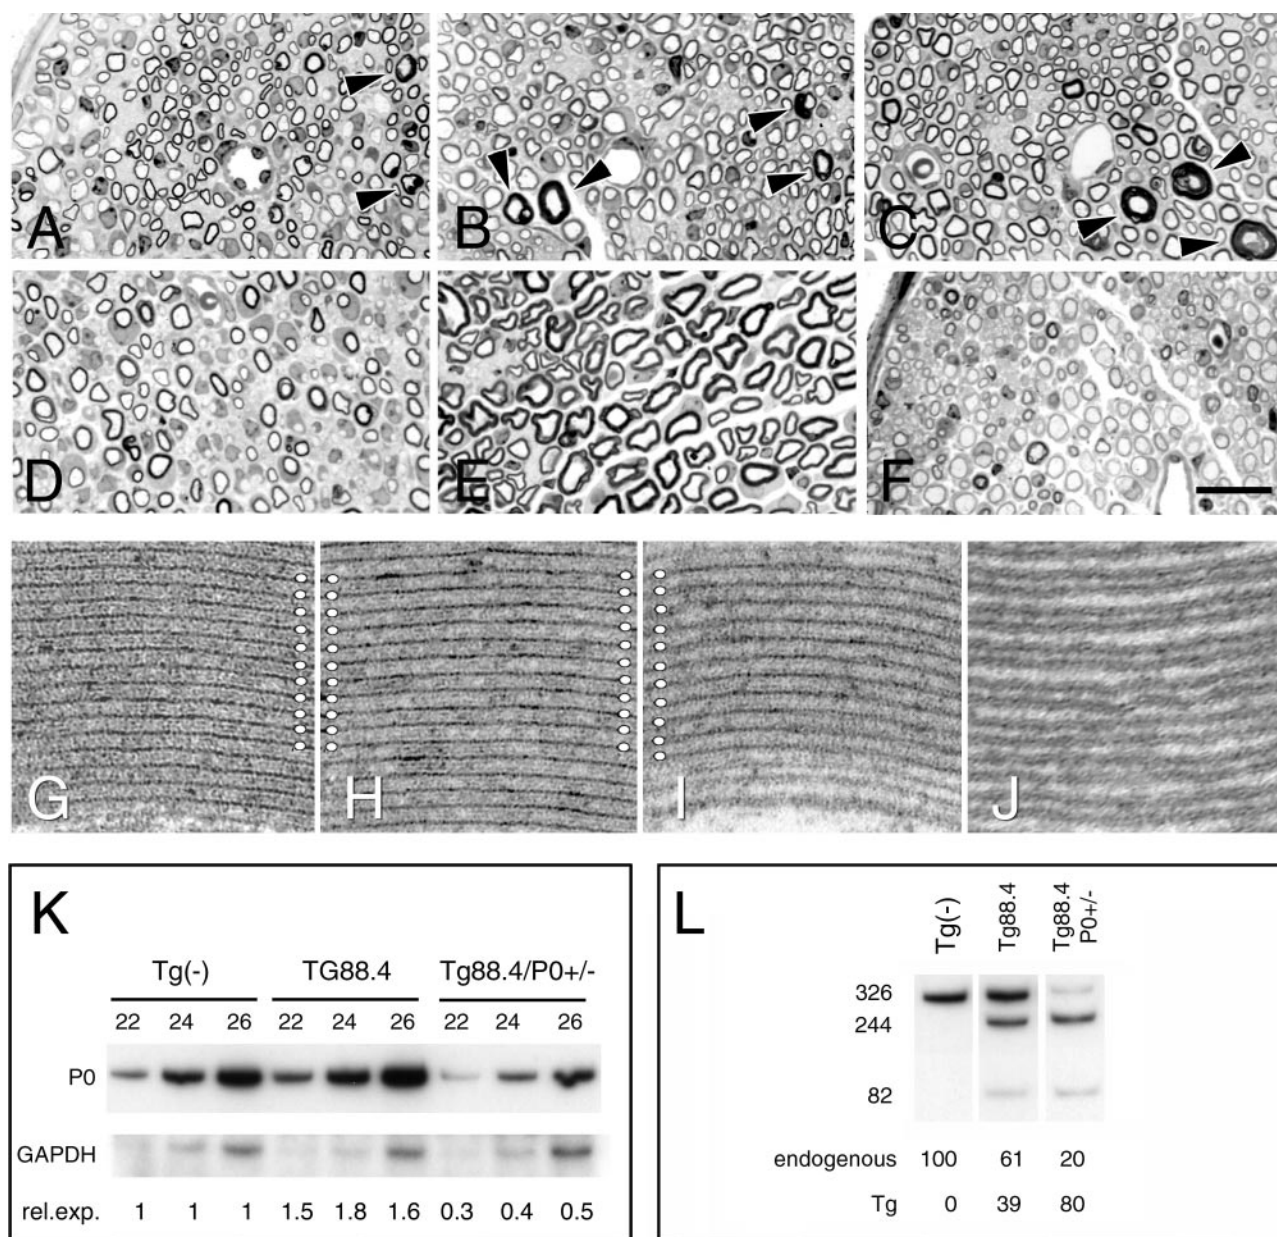 A B C
D E F
G H I J
K
Tg(-) TG88.4 Tg88.4/P0+/-
22 24 26 22 24 26 22 24 26
P0
GAPDH
rel.exp. 1 1 1 1.5 1.8 1.6 0.3 0.4 0.5
L
Tg(-)
Tg88.4
Tg88.4
P0+/-
326
244
82
endogenous 100 61 20
Tg 0 39 80